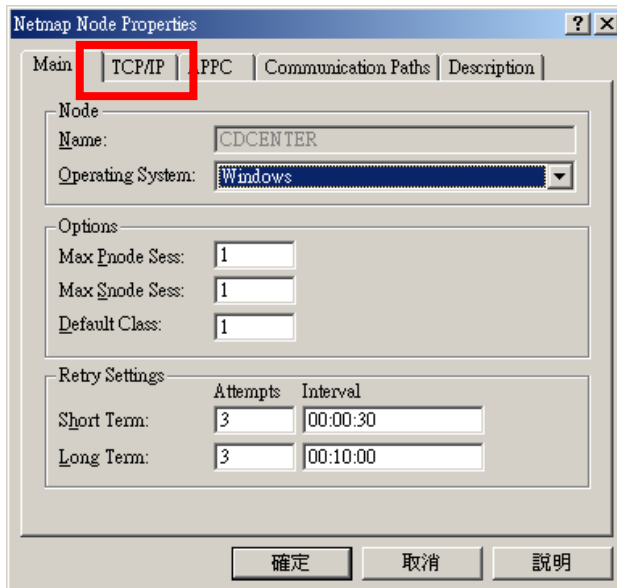 Netmap Node Properties
Main TCP/IP APPC Communication Paths Description
Node
Name: CDCENTER
Operating System: Windows
Options
Max Pnode Sess: 1
Max Snode Sess: 1
Default Class: 1
Retry Settings
Attempts Interval
Short Term: 3 00:00:30
Long Term: 3 00:10:00
確定 取消 說明